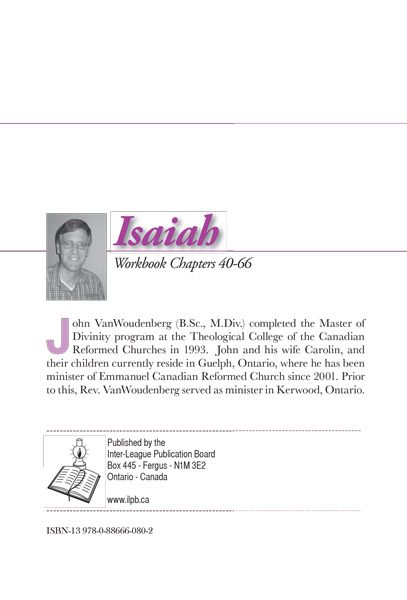 Isaiah
Workbook Chapters 40-66
John VanWoudenberg (B.Sc., M.Div.) completed the Master of
Divinity program at the Theological College of the Canadian
Reformed Churches in 1993. John and his wife Carolin, and
their children currently reside in Guelph, Ontario, where he has been
minister of Emmanuel Canadian Reformed Church since 2001. Prior
to this, Rev. VanWoudenberg served as minister in Kerwood, Ontario.
Published by the
Inter-League Publication Board
Box 445 - Fergus - N1M 3E2
Ontario - Canada
www.ilpb.ca
ISBN-13 978-0-88666-080-2